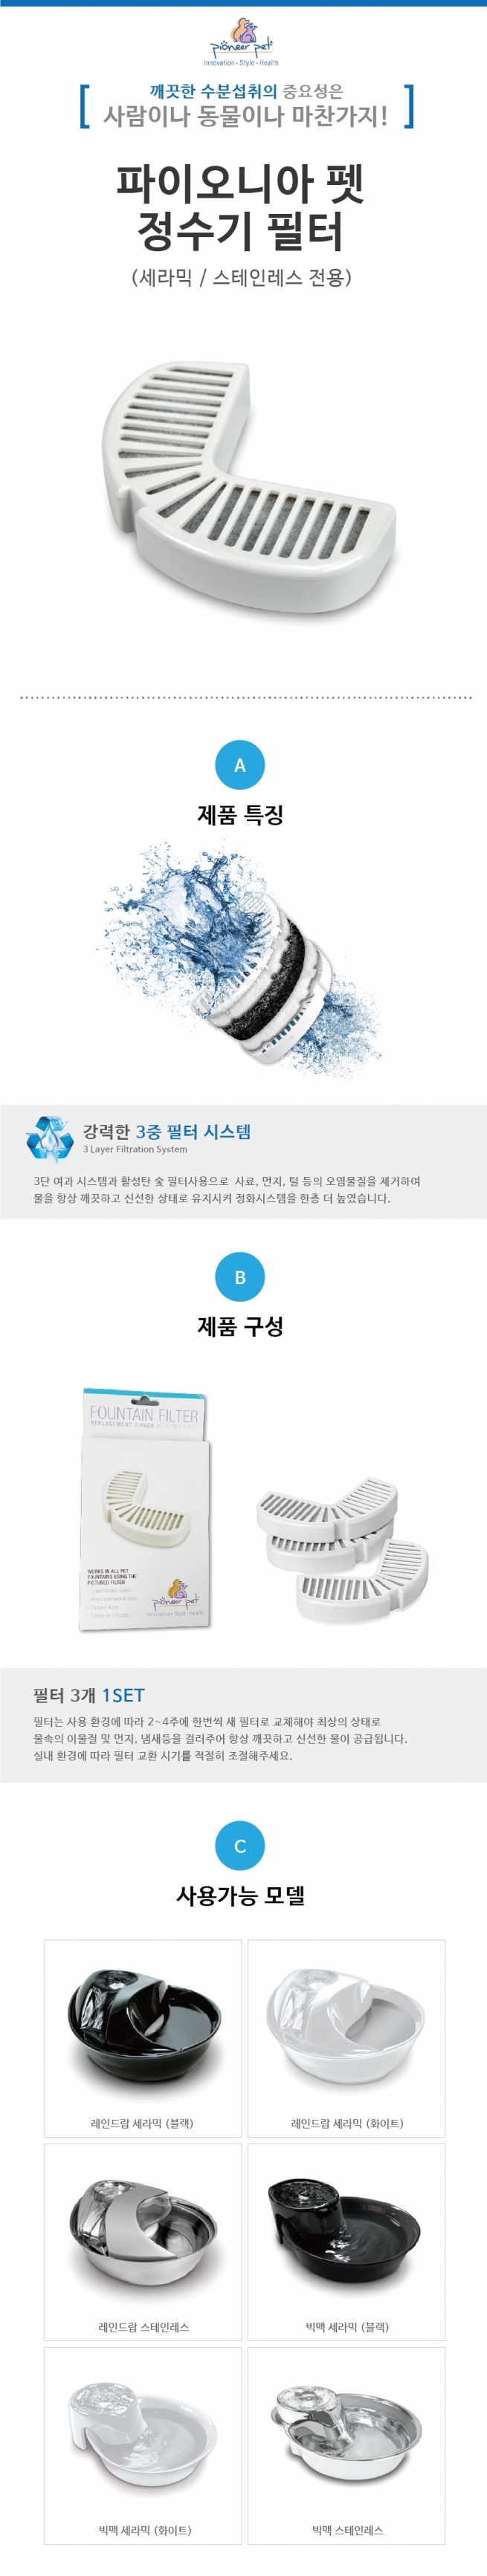 pioneer pet
Innovation • Style • Health
깨끗한 수분섭취의 중요성은
사람이나 동물이나 마찬가지!
파이오니아 펫
정수기 필터
(세라믹 / 스테인레스 전용)
A
제품 특징
강력한 3중 필터 시스템
3 Layer Filtration System
3단 여과 시스템과 활성탄 숯 필터사용으로 사료, 먼지, 털 등의 오염물질을 제거하여
물을 항상 깨끗하고 신선한 상태로 유지시켜 정화시스템을 한층 더 높였습니다.
B
제품 구성
FOUNTAIN FILTER
REPLACEMENT 3-PACK
WORKS IN ALL PET
FOUNTAINS USING THE
PICTURED FILTER
pioneer pet
Innovation • Style • Health
필터 3개 1SET
필터는 사용 환경에 따라 2~4주에 한번씩 새 필터로 교체해야 최상의 상태로
물속의 이물질 및 먼지, 냄새등을 걸러주어 항상 깨끗하고 신선한 물이 공급됩니다.
실내 환경에 따라 필터 교환 시기를 적절히 조절해주세요.
C
사용가능 모델
레인드랍 세라믹 (블랙)
레인드랍 세라믹 (화이트)
레인드랍 스테인레스
빅맥 세라믹 (블랙)
빅맥 세라믹 (화이트)
빅맥 스테인레스